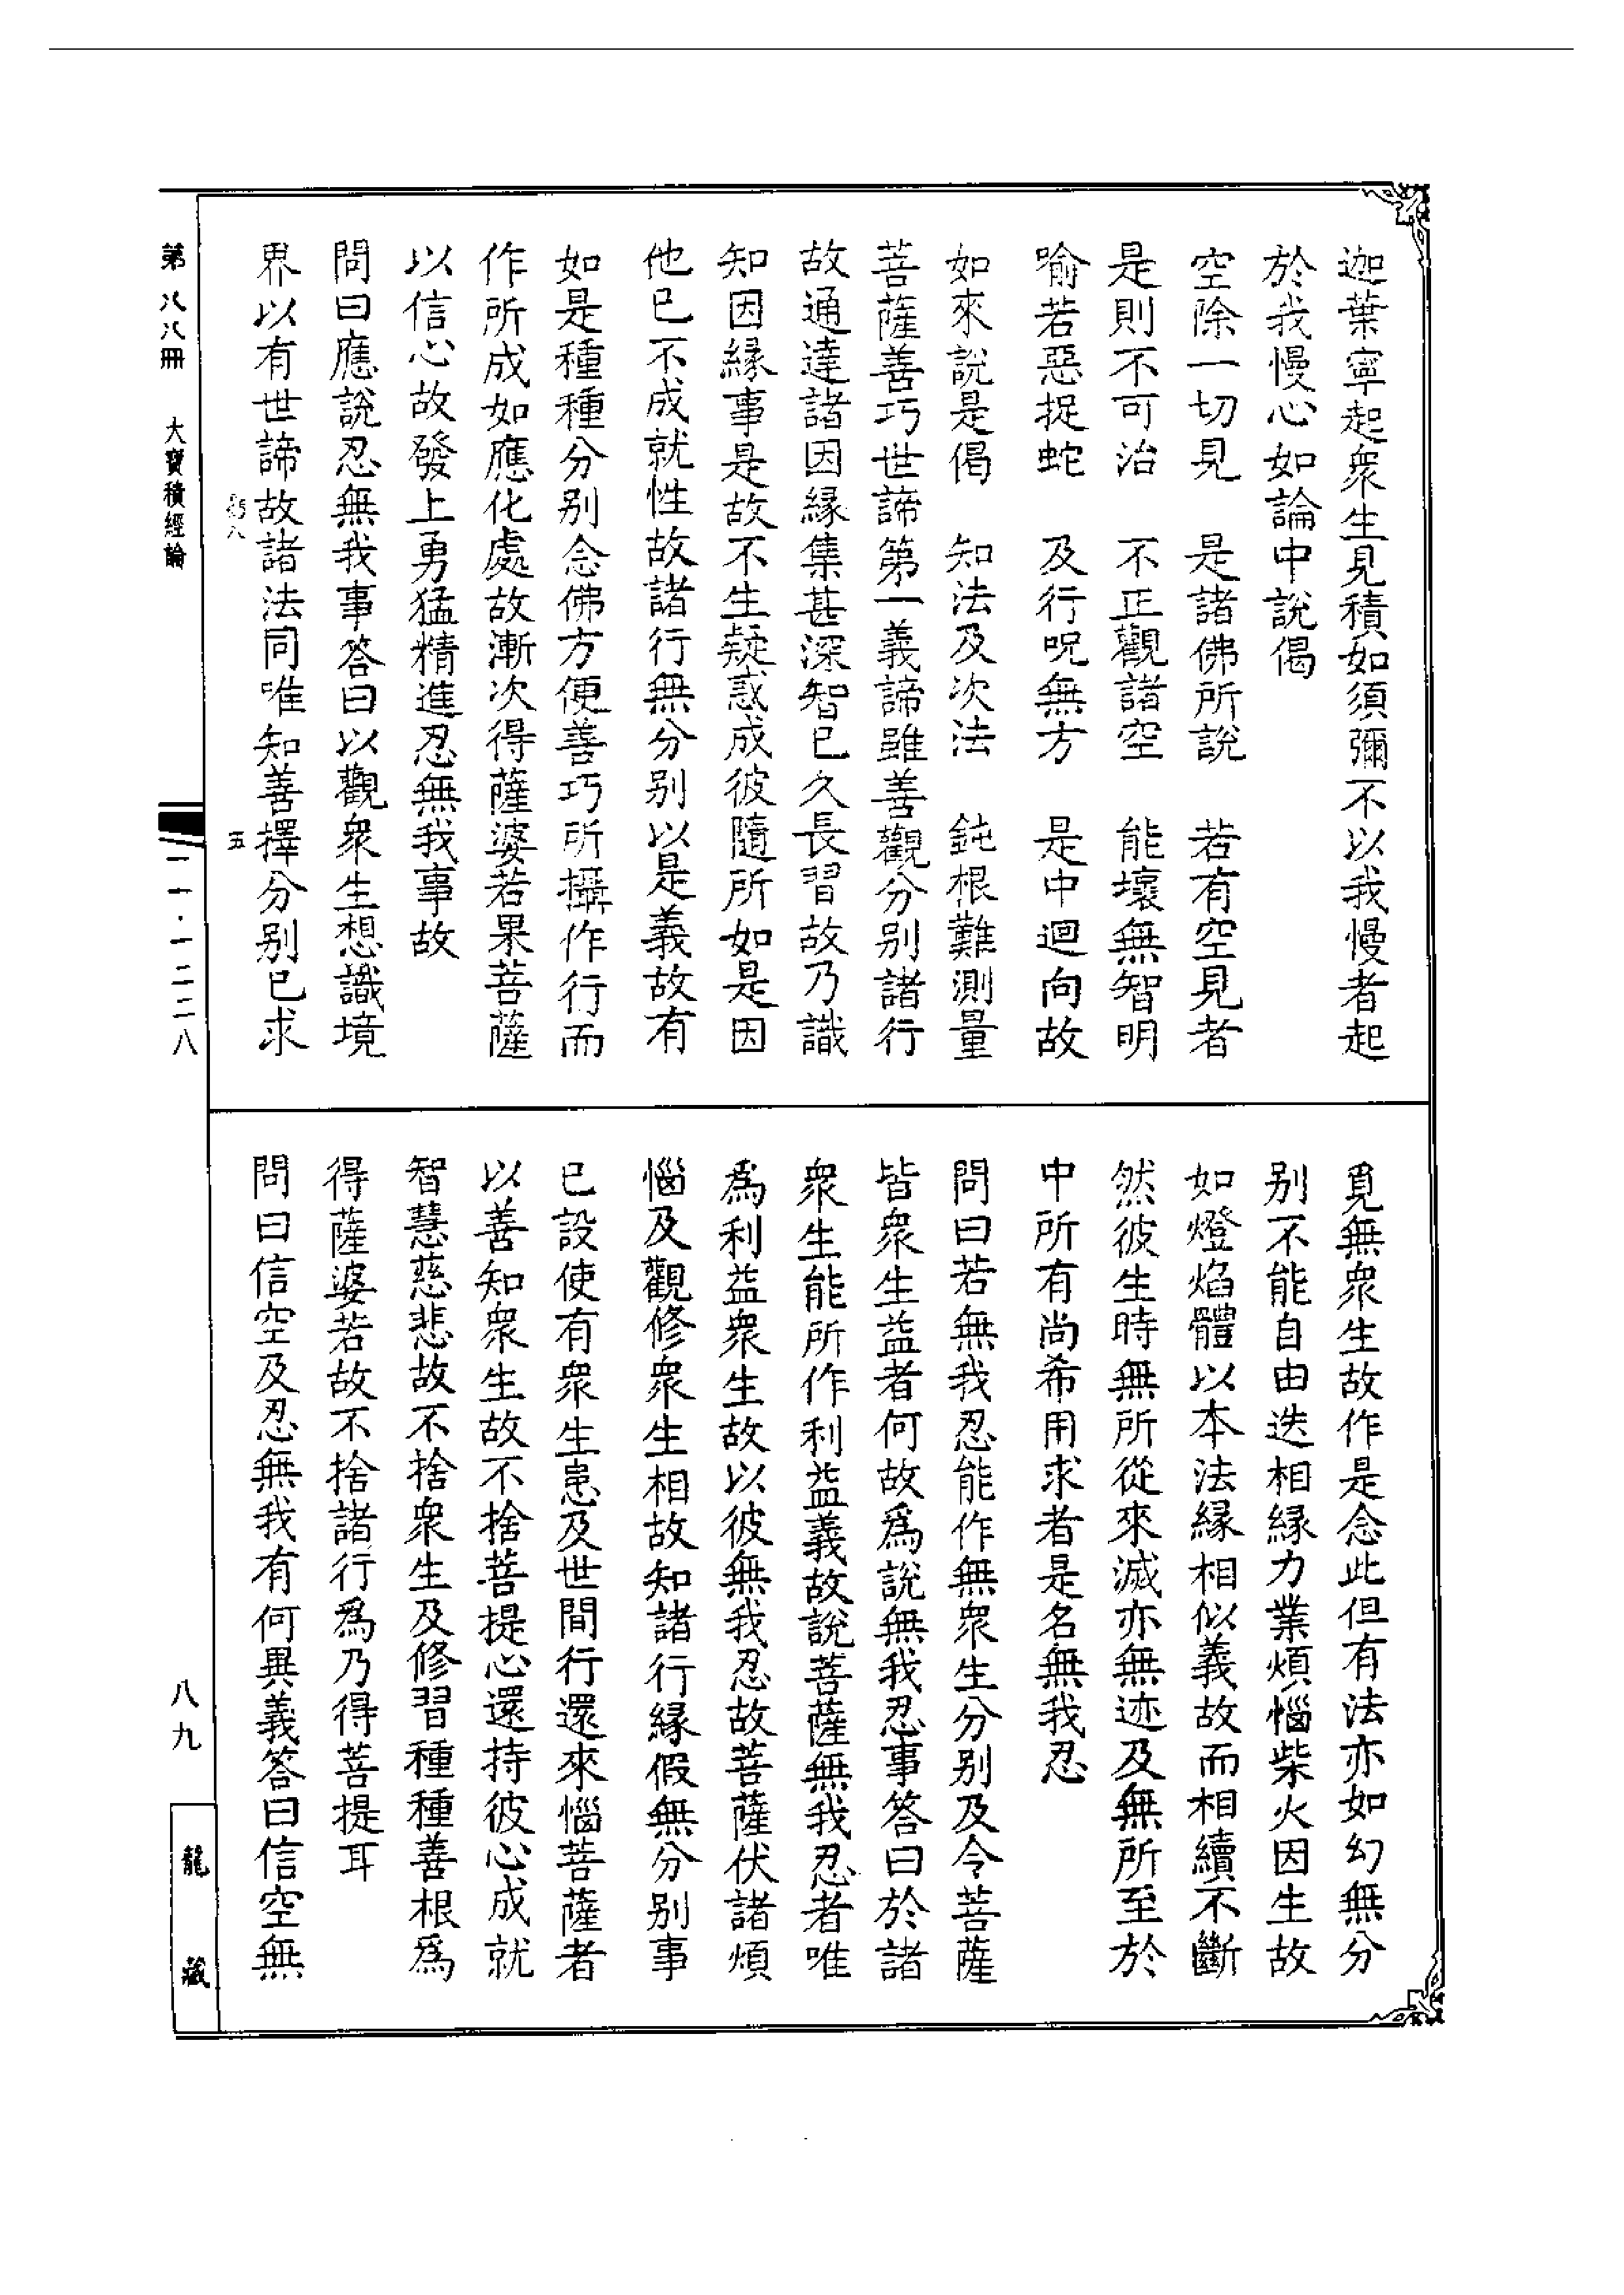 迦葉寧起衆生見積如須彌不以我慢者起
於我慢心如論中說偈
空除一切見　是諸佛所說　若有空見者
是則不可治　不正觀諸空　能壞無智明
喻若惡捉蛇　及行呪無方　是中迴向故
如來說是偈　知法及次法　鈍根難測量
菩薩善巧世諦第一義諦雖善觀分別諸行
故通達諸因緣集甚深智已久長習故乃識
知因緣事是故不生疑惑成彼隨所如是因
他已不成就性故諸行無分別以是義故有
如是種種分別念佛方便善巧所攝作行而
作所成如應化處故漸次得薩婆若果菩薩
以信心故發上勇猛精進忍無我事故
問曰應說忍無我事答曰以觀衆生想識境
界以有世諦故諸法同唯知善擇分別已求
覓無衆生故作是念此但有法亦如幻無分
別不能自由迭相緣力業煩惱柴火因生故
如燈焰體以本法緣相似義故而相續不斷
然彼生時無所從來滅亦無迹及無所至於
中所有尚希用求者是名無我忍
問曰若無我忍能作無衆生分別及令菩薩
皆衆生益者何故爲說無我忍事答曰於諸
衆生能所作利益義故說菩薩無我忍者唯
爲利益衆生故以彼無我忍故菩薩伏諸煩
惱及觀修衆生相故知諸行緣假無分別事
已設使有衆生患及世間行還來惱菩薩者
以善知衆生故不捨菩提心還持彼心成就
智慧慈悲故不捨衆生及修習種種善根爲
得薩婆若故不捨諸行爲乃得菩提耳
問曰信空及忍無我有何異義答曰信空無
第八八冊　大寶積經論
五
一一·一二二八
八九
龍藏